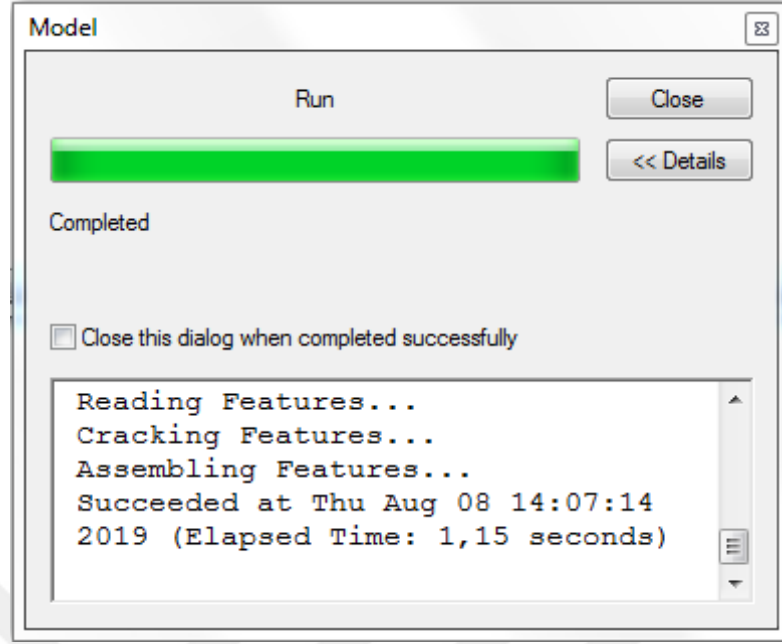 Model
Run
Close
<< Details
Completed
Close this dialog when completed successfully
Reading Features...
Cracking Features...
Assembling Features...
Succeeded at Thu Aug 08 14:07:14
2019 (Elapsed Time: 1,15 seconds)